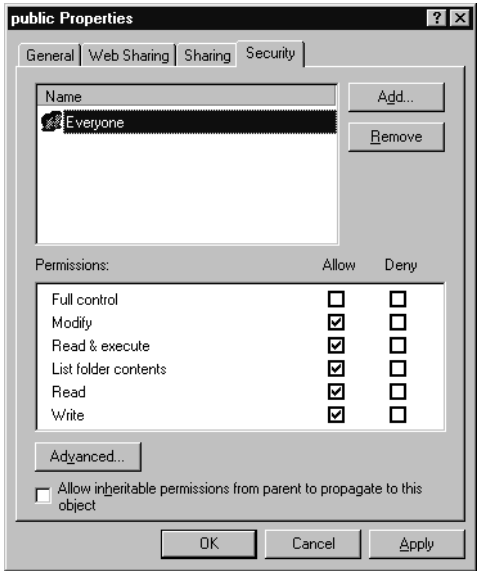 public Properties
General Web Sharing Sharing Security
Name
Everyone
Add...
Remove
Permissions: Allow Deny
Full control
Modify
Read & execute
List folder contents
Read
Write
Advanced...
Allow inheritable permissions from parent to propagate to this
object
OK Cancel Apply